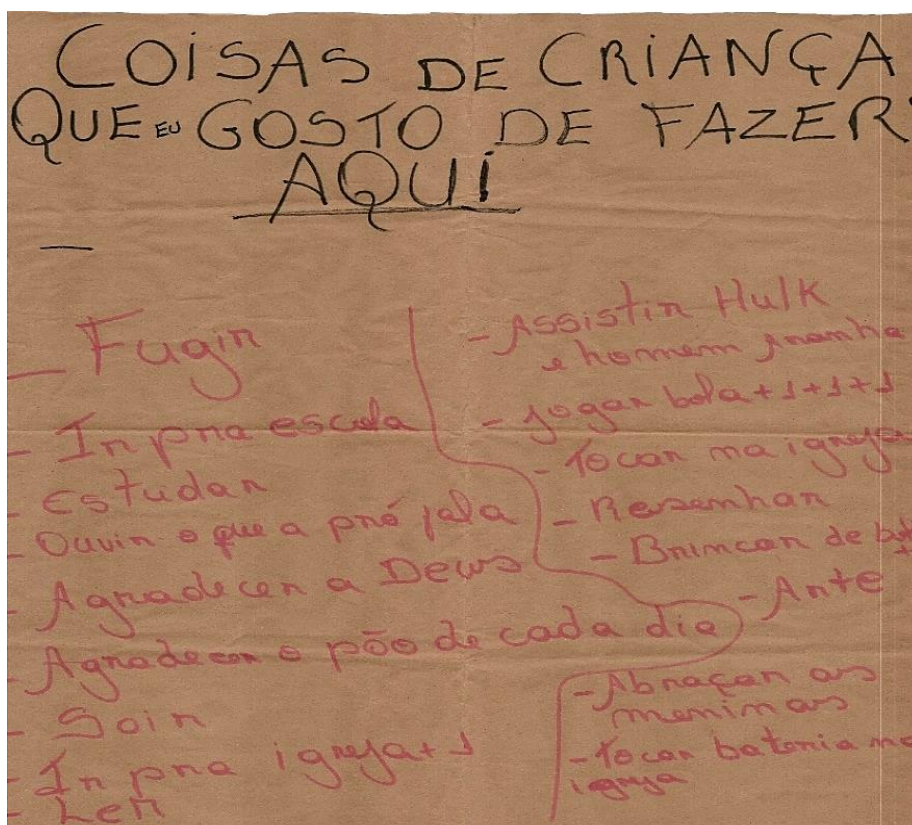 COISAS DE CRIANÇA
QUE EU GOSTO DE FAZER
AQUI
- Fugir
- Ir pra escola
- Estudar
- Ouvir o que a pró fala
- Agradecer a Deus
- Agradecer o pão de cada dia
- Sair
- Ir pra igreja + 1
- Ler
- Assistir Hulk
e homem aranha
- Jogar bola + 1 + 1 + 1
- Tocar na igreja
- Resenhar
- Brincar de
- Arte
- Abraçar as
meninas
- Tocar bateria na
igreja